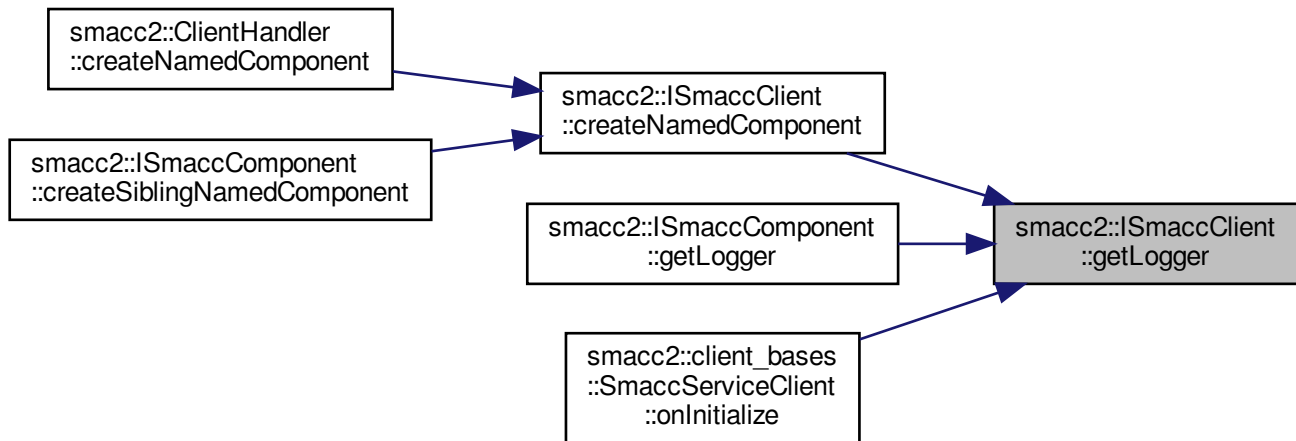 smacc2::ClientHandler
::createNamedComponent
smacc2::ISmaccComponent
::createSiblingNamedComponent
smacc2::ISmaccClient
::createNamedComponent
smacc2::ISmaccComponent
::getLogger
smacc2::client_bases
::SmaccServiceClient
::onInitialize
smacc2::ISmaccClient
::getLogger